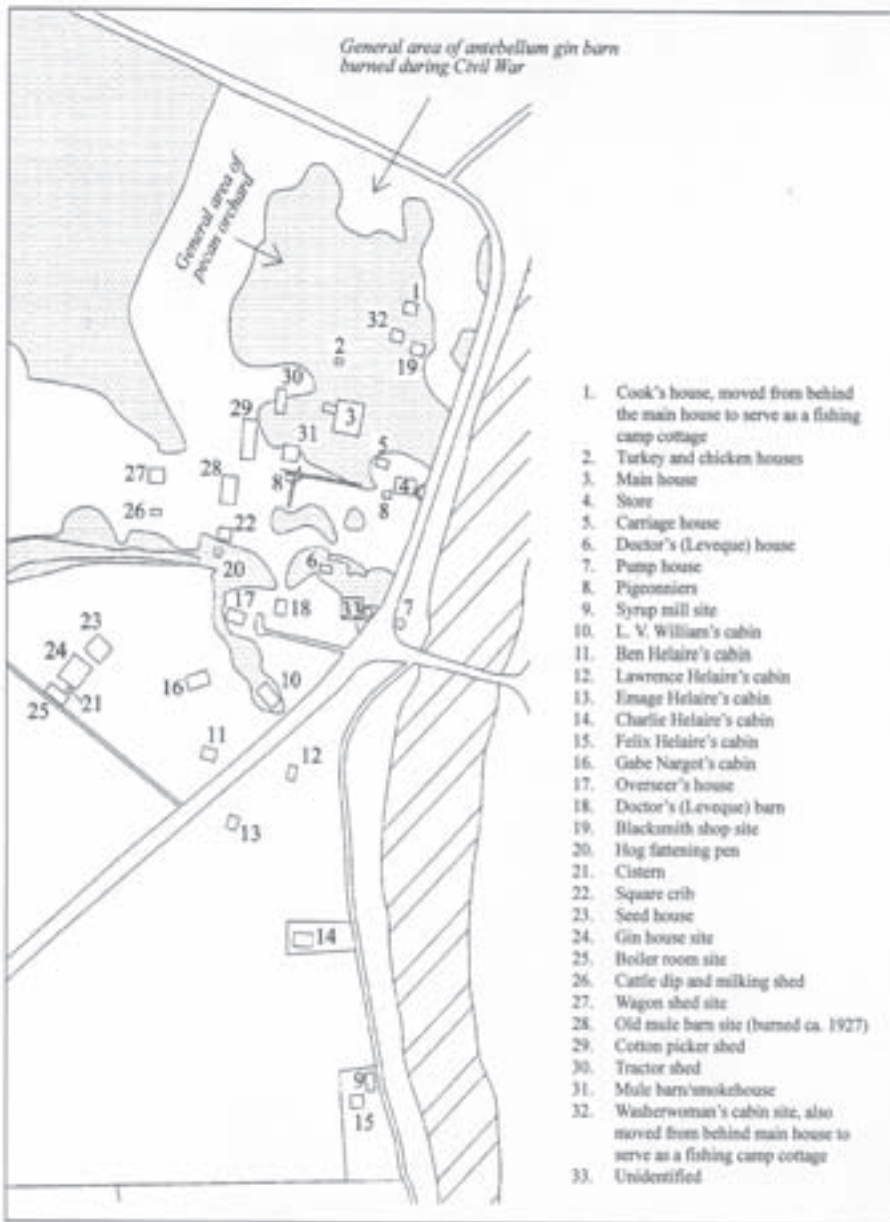 General area of antebellum gin barn
burned during Civil War
General area of
pecan orchard
1
32
2
19
30
29
3
31
5
27
28
8
4
8
26
22
20
6
17
18
33
7
23
24
16
10
25
21
11
12
13
14
9
15
1. Cook's house, moved from behind
the main house to serve as a fishing
camp cottage
2. Turkey and chicken houses
3. Main house
4. Store
5. Carriage house
6. Doctor's (Leveque) house
7. Pump house
8. Pigeonniers
9. Syrup mill site
10. L. V. William's cabin
11. Ben Helaire's cabin
12. Lawrence Helaire's cabin
13. Emage Helaire's cabin
14. Charlie Helaire's cabin
15. Felix Helaire's cabin
16. Gabe Nargot's cabin
17. Overseer's house
18. Doctor's (Leveque) barn
19. Blacksmith shop site
20. Hog fattening pen
21. Cistern
22. Square crib
23. Seed house
24. Gin house site
25. Boiler room site
26. Cattle dip and milking shed
27. Wagon shed site
28. Old mule barn site (burned ca. 1927)
29. Cotton picker shed
30. Tractor shed
31. Mule barn/smokehouse
32. Washerwoman's cabin site, also
moved from behind main house to
serve as a fishing camp cottage
33. Unidentified